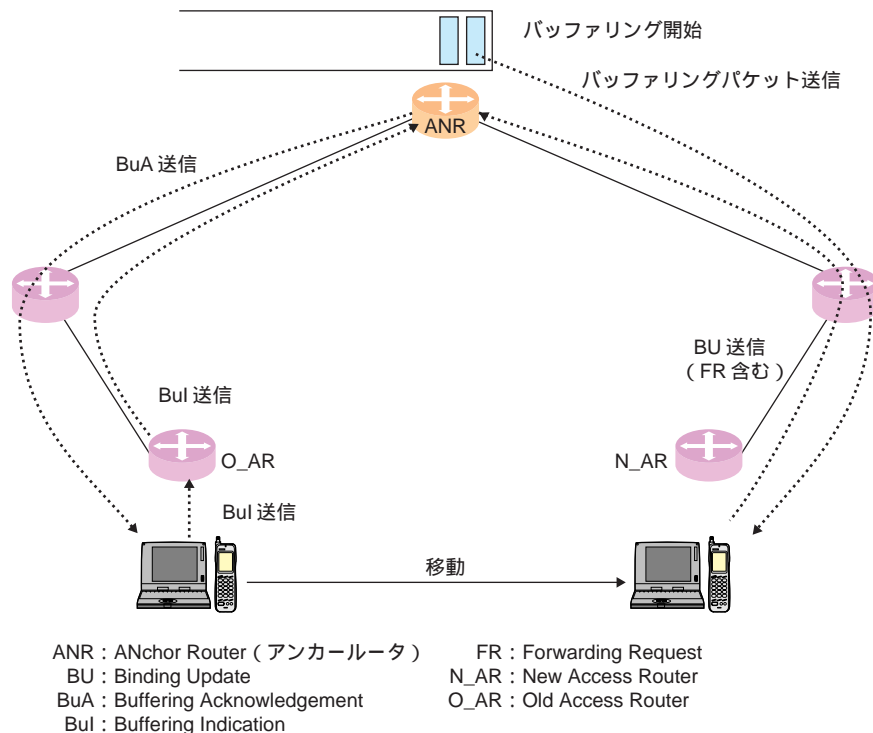 バッファリング開始
バッファリングパケット送信
ANR
BuA 送信
BU 送信
(FR 含む)
BuI 送信
O_AR
N_AR
BuI 送信
移動
ANR:ANchor Router(アンカールータ)
BU:Binding Update
BuA:Buffering Acknowledgement
BuI:Buffering Indication
FR:Forwarding Request
N_AR:New Access Router
O_AR:Old Access Router